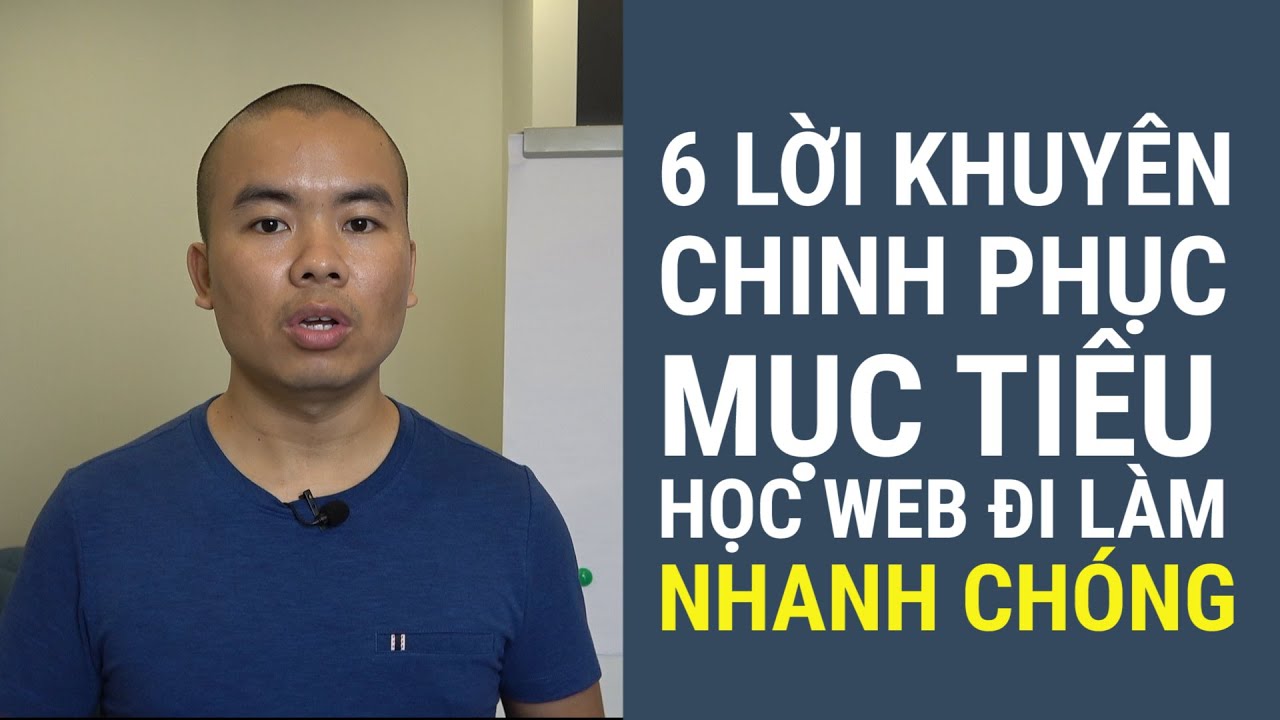 6 LỜI KHUYÊN
CHINH PHỤC
MỤC TIÊU
HỌC WEB ĐI LÀM
NHANH CHÓNG